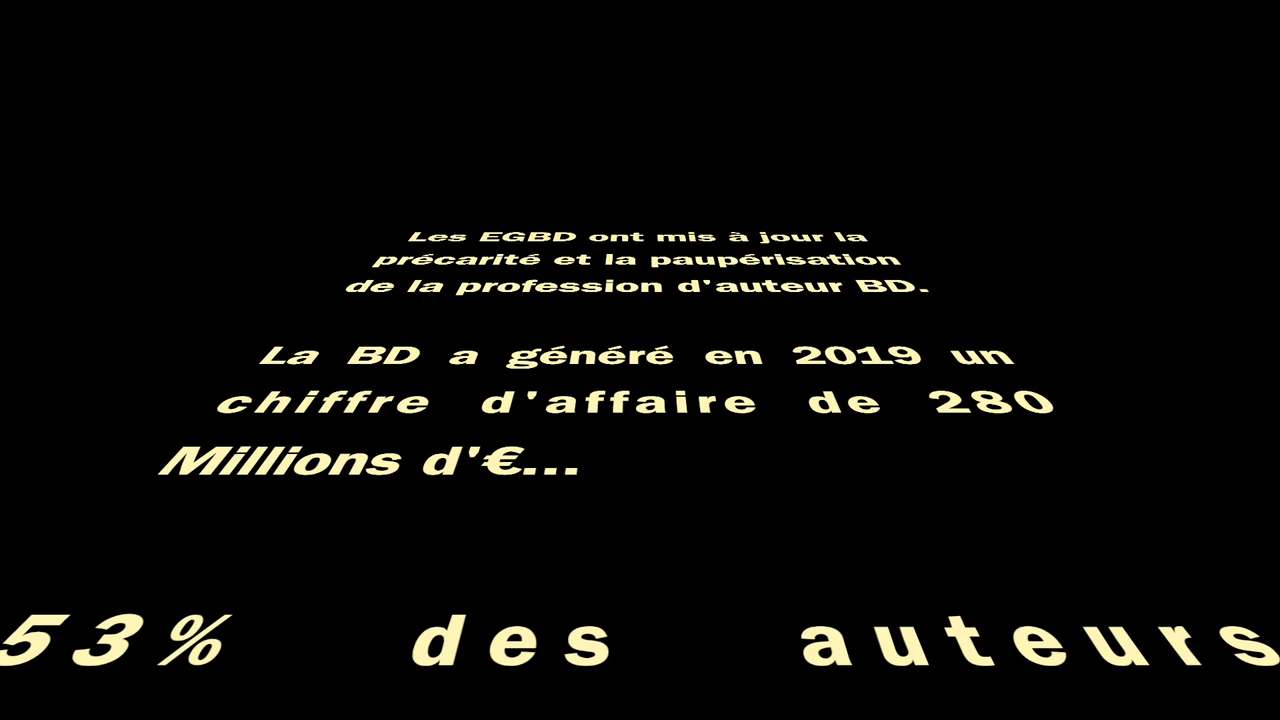 Les EGBD ont mis à jour la
précarité et la paupérisation
de la profession d'auteur BD.
La BD a généré en 2019 un
chiffre d'affaire de 280
Millions d'€...
53% des auteurs